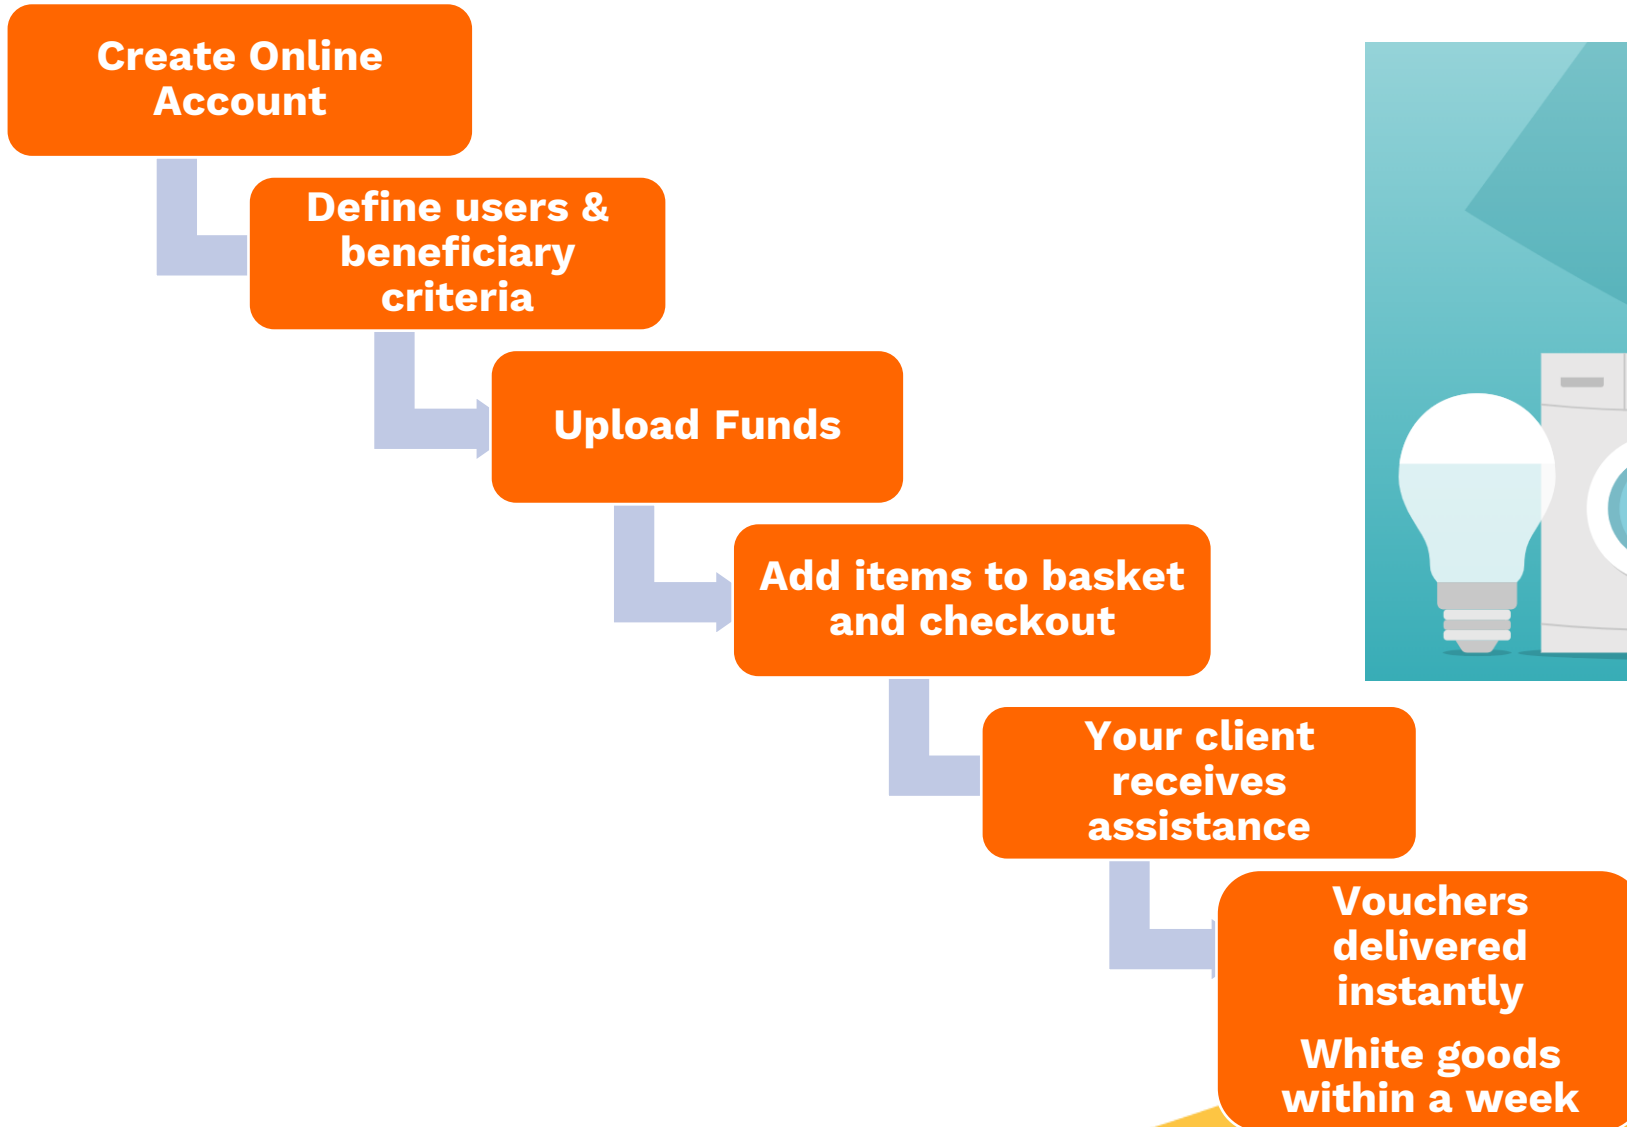 Create Online
Account
Define users &
beneficiary
criteria
Upload Funds
Add items to basket
and checkout
Your client
receives
assistance
Vouchers
delivered
instantly
White goods
within a week